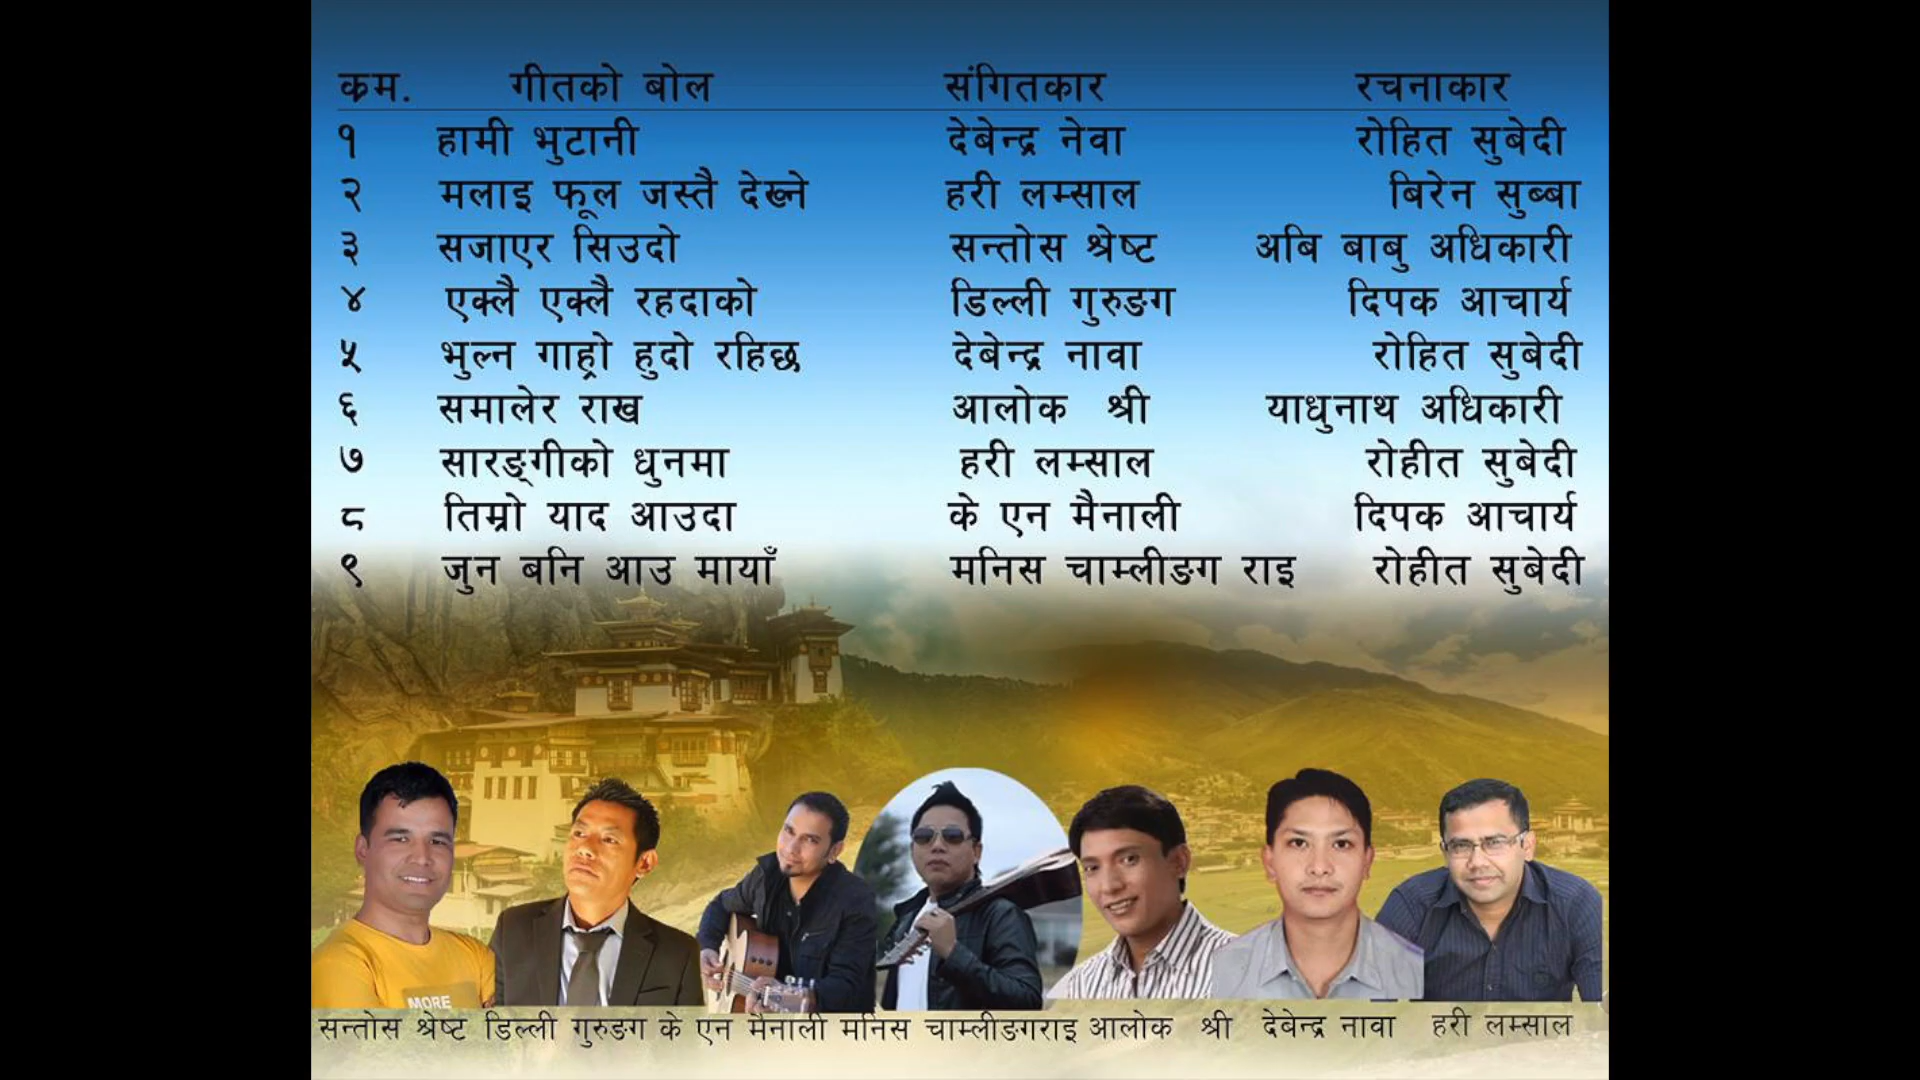 क्रम. गीतको बोल संगितकार रचनाकार
१ हामी भुटानी देबेन्द्र नेवा रोहित सुबेदी
२ मलाइ फूल जस्तै देख्ने हरी लम्साल बिरेन सुब्बा
३ सजाएर सिउदो सन्तोस श्रेष्ट अबि बाबु अधिकारी
४ एक्लै एक्लै रहदाको डिल्ली गुरुङग दिपक आचार्य
५ भुल्न गाह्रो हुदो रहिछ देबेन्द्र नावा रोहित सुबेदी
६ समालेर राख आलोक श्री याधुनाथ अधिकारी
७ सारङ्गीको धुनमा हरी लम्साल रोहीत सुबेदी
८ तिम्रो याद आउदा के एन मैनाली दिपक आचार्य
९ जुन बनि आउ मायाँ मनिस चाम्लीङग राइ रोहीत सुबेदी
MORE
सन्तोस श्रेष्ट डिल्ली गुरुङग के एन मैनाली मनिस चाम्लीङगराइ आलोक श्री देबेन्द्र नावा हरी लम्साल